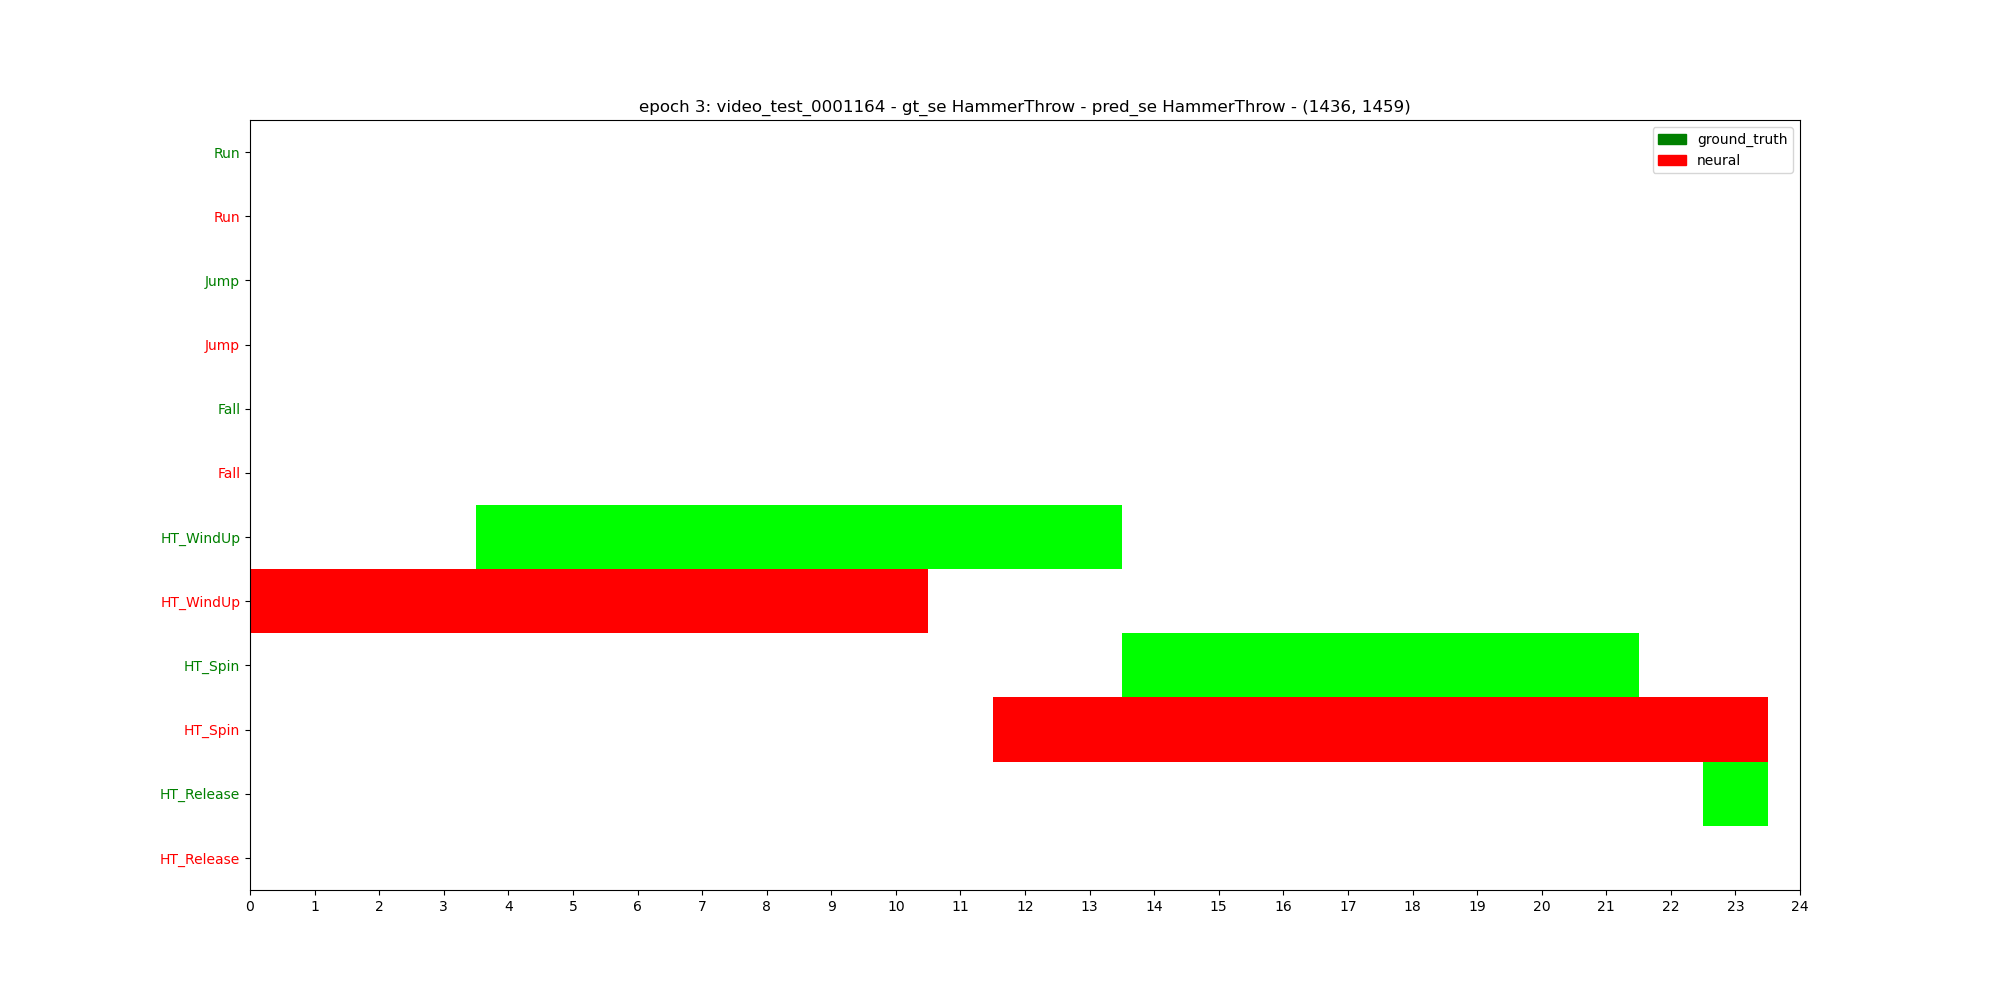 epoch 3: video_test_0001164 - gt_se HammerThrow - pred_se HammerThrow - (1436, 1459)
ground_truth
neural
Run
Run
Jump
Jump
Fall
Fall
HT_WindUp
HT_WindUp
HT_Spin
HT_Spin
HT_Release
HT_Release
0 1 2 3 4 5 6 7 8 9 10 11 12 13 14 15 16 17 18 19 20 21 22 23 24